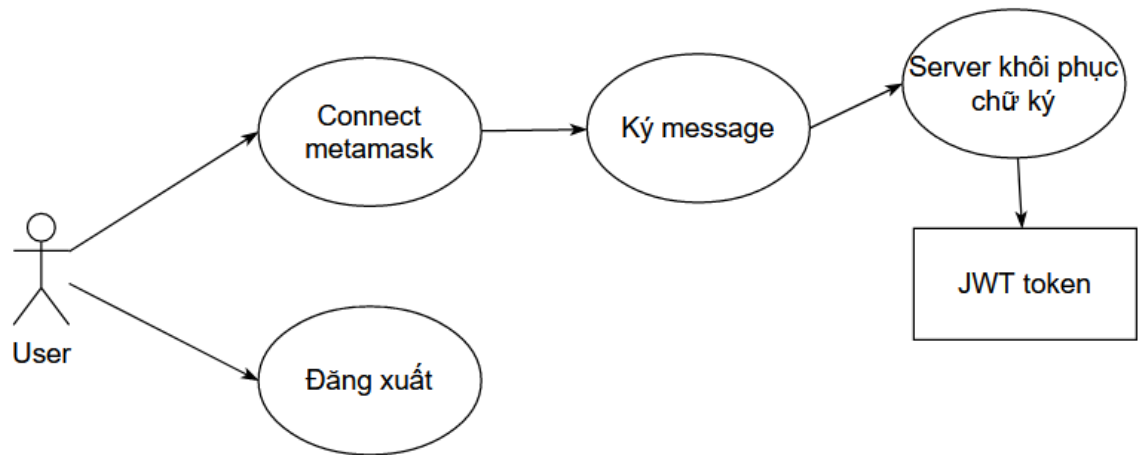 Connect
metamask
Ký message
Server khôi phục
chữ ký
JWT token
User
Đăng xuất